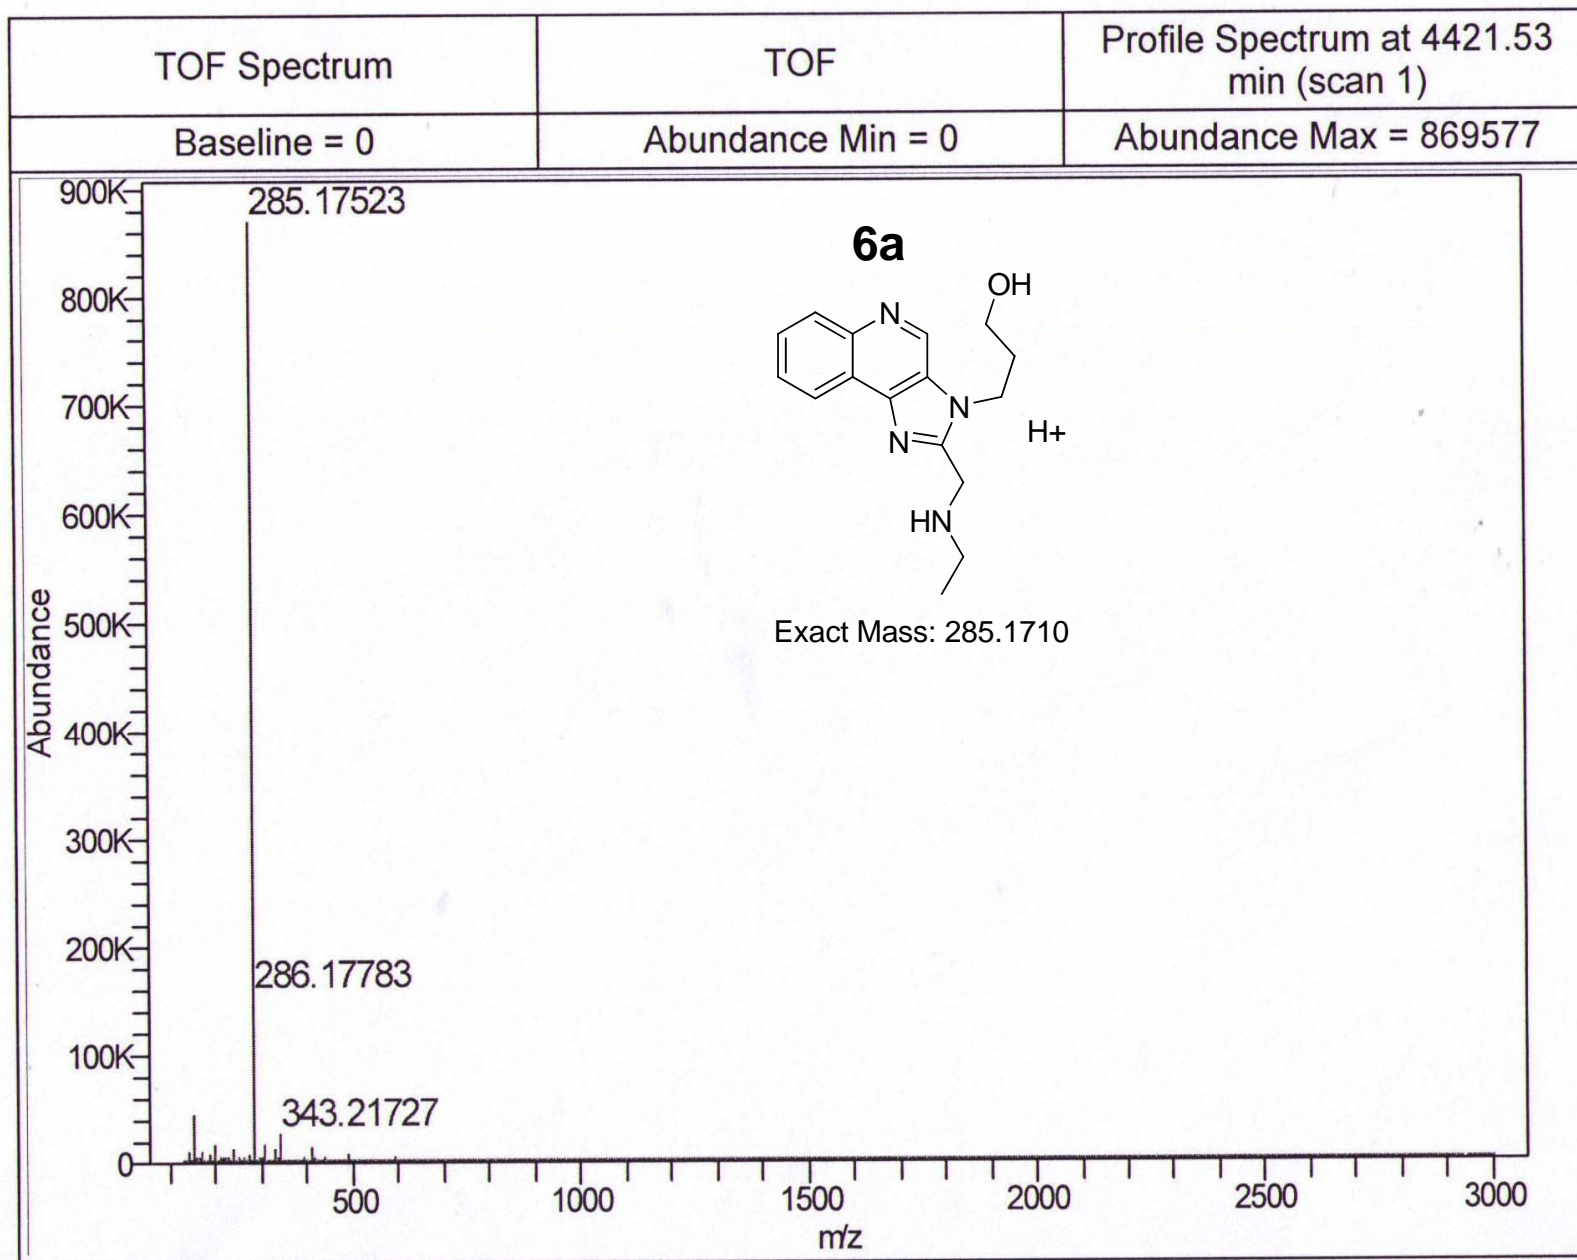 TOF Spectrum
TOF
Profile Spectrum at 4421.53
min (scan 1)
Baseline = 0
Abundance Min = 0
Abundance Max = 869577
900K
285.17523
6a
OH
800K
N
700K
N
H+
N
600K
HN
500K
Exact Mass: 285.1710
Abundance
400K
300K
200K
286.17783
100K
343.21727
0
500
1000
1500
2000
2500
3000
m/z